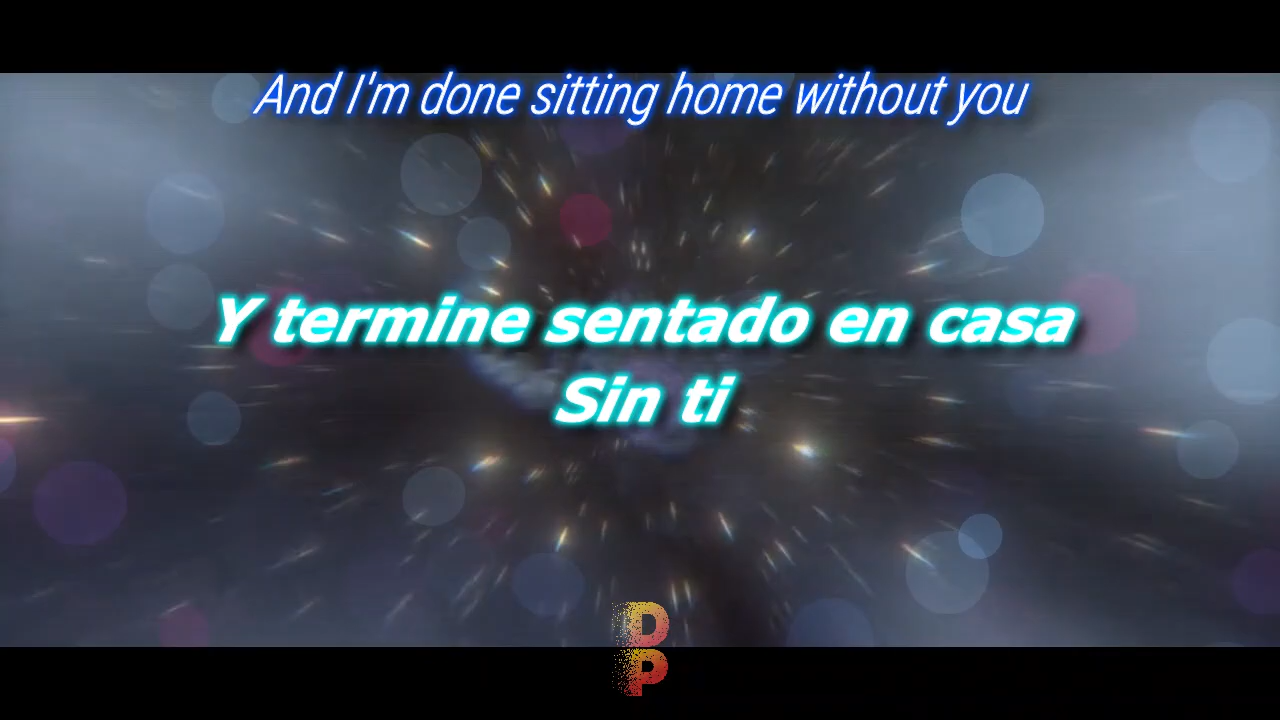 And I'm done sitting home without you
Y termine sentado en casa
Sin ti
D
P